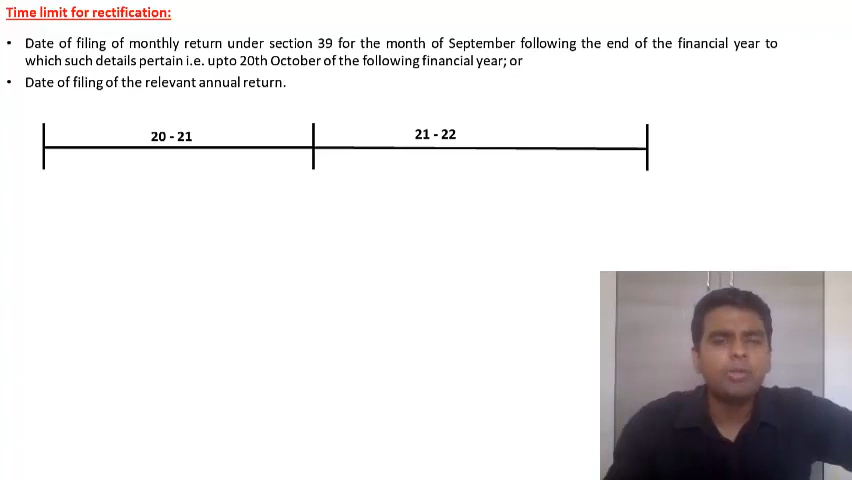 Time limit for rectification:
• Date of filing of monthly return under section 39 for the month of September following the end of the financial year to
which such details pertain i.e. upto 20th October of the following financial year; or
• Date of filing of the relevant annual return.
20 - 21
21 - 22